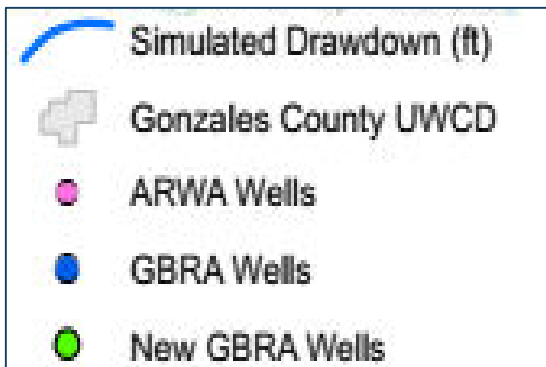 Simulated Drawdown (ft)
Gonzales County UWCD
ARWA Wells
GBRA Wells
New GBRA Wells